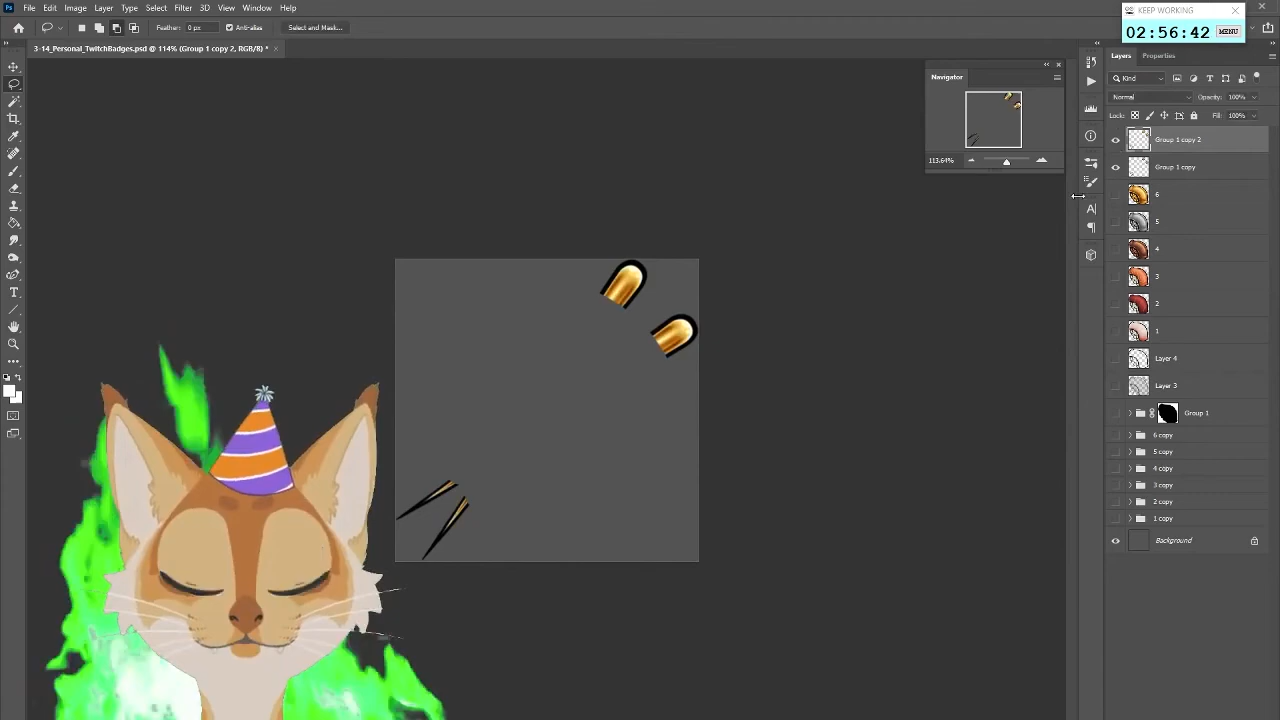 File Edit Image Layer Type Select Filter 3D View Window Help
KEEP WORKING
02:56:42 MENU
Feather: 0 px Anti-alias Select and Mask...
3-14_Personal_TwitchBadges.psd @ 114% (Group 1 copy 2, RGB/8) *
Navigator
113.64%
Layers Properties
Kind
Normal Opacity: 100%
Lock: Fill: 100%
Group 1 copy 2
Group 1 copy
6
5
4
3
2
1
Layer 4
Layer 3
Group 1
6 copy
5 copy
4 copy
3 copy
2 copy
1 copy
Background